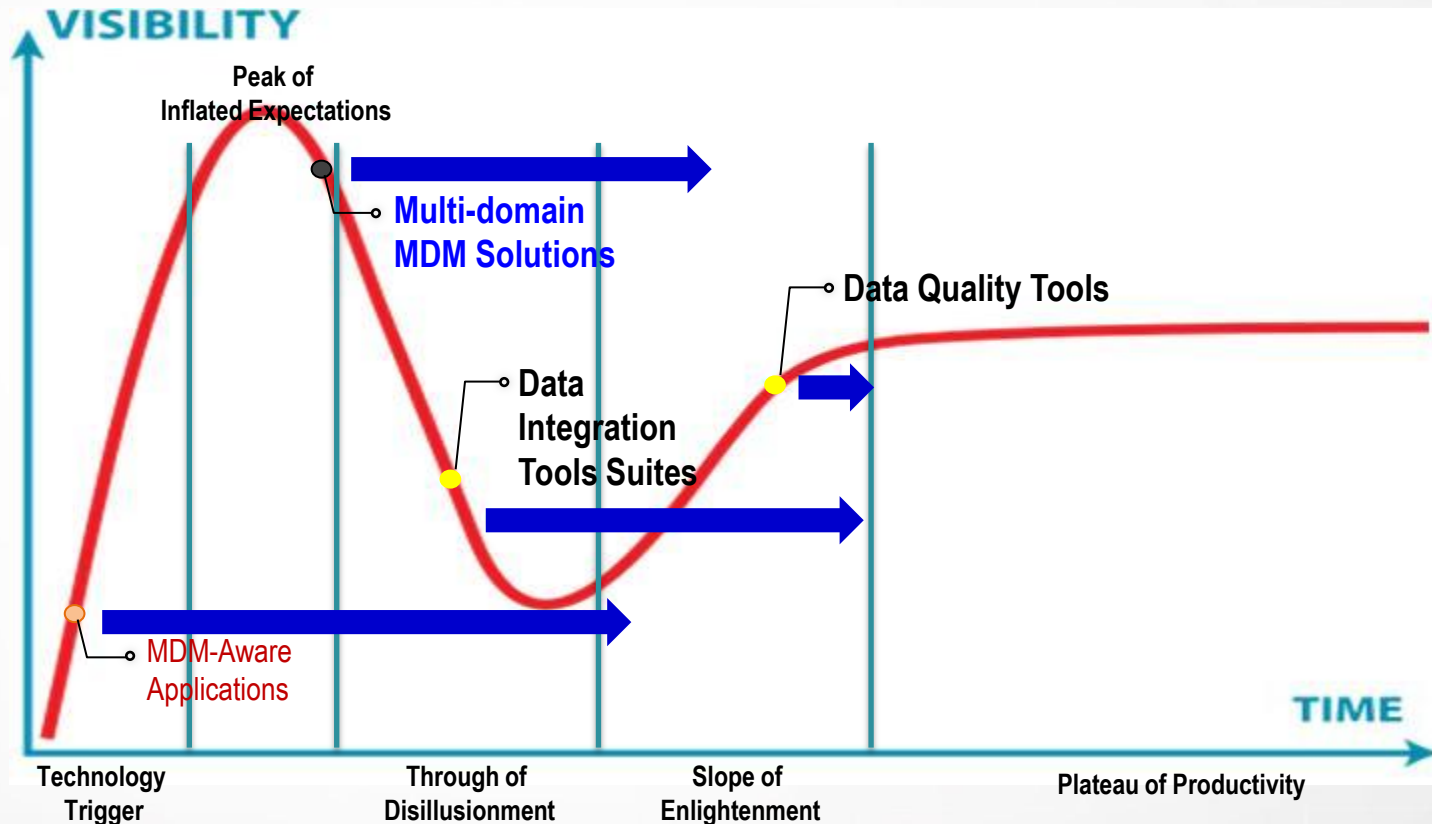 VISIBILITY
Peak of
Inflated Expectations
Multi-domain
MDM Solutions
Data Quality Tools
Data
Integration
Tools Suites
MDM-Aware
Applications
TIME
Technology
Trigger
Through of
Disillusionment
Slope of
Enlightenment
Plateau of Productivity